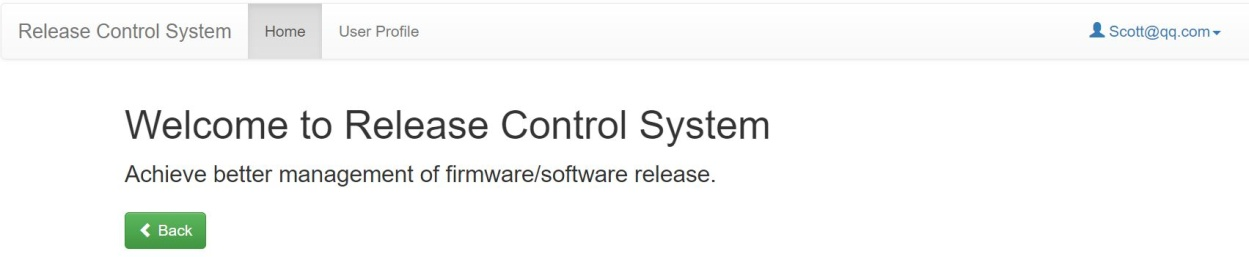 Release Control System Home User Profile Scott@qq.com
Welcome to Release Control System
Achieve better management of firmware/software release.
Back